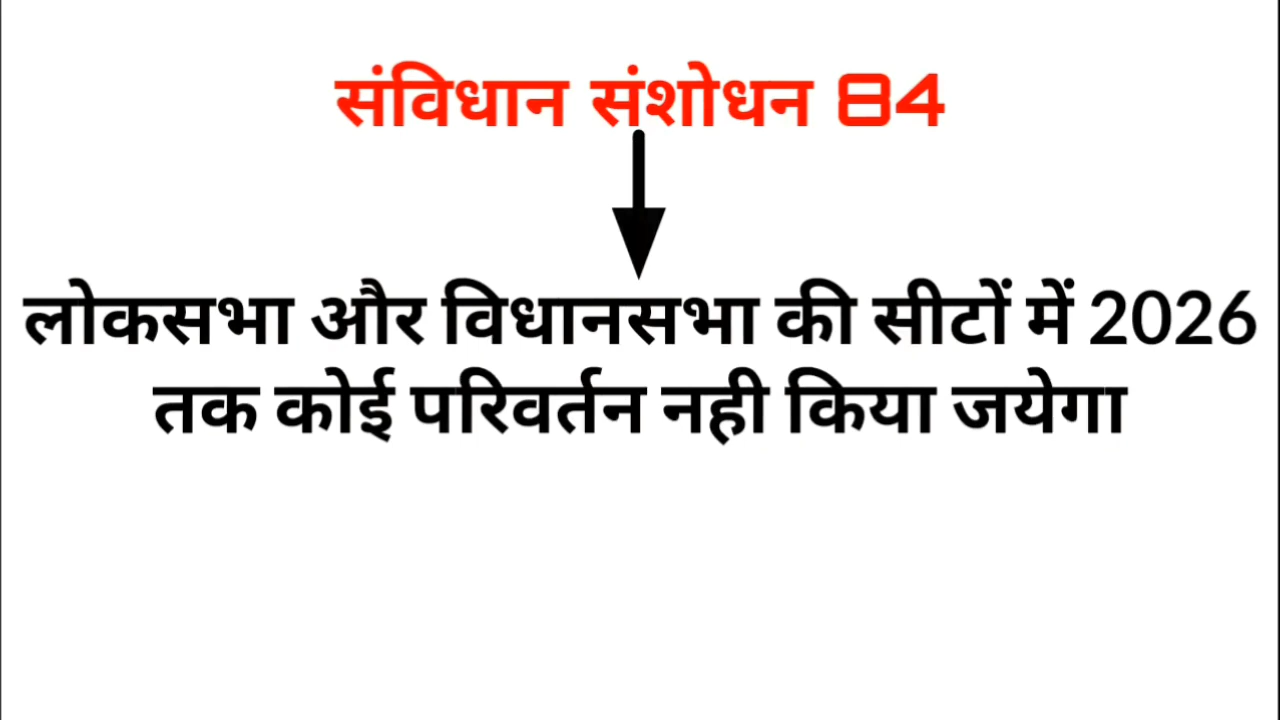 संविधान संशोधन 84
लोकसभा और विधानसभा की सीटों में 2026
तक कोई परिवर्तन नही किया जयेगा